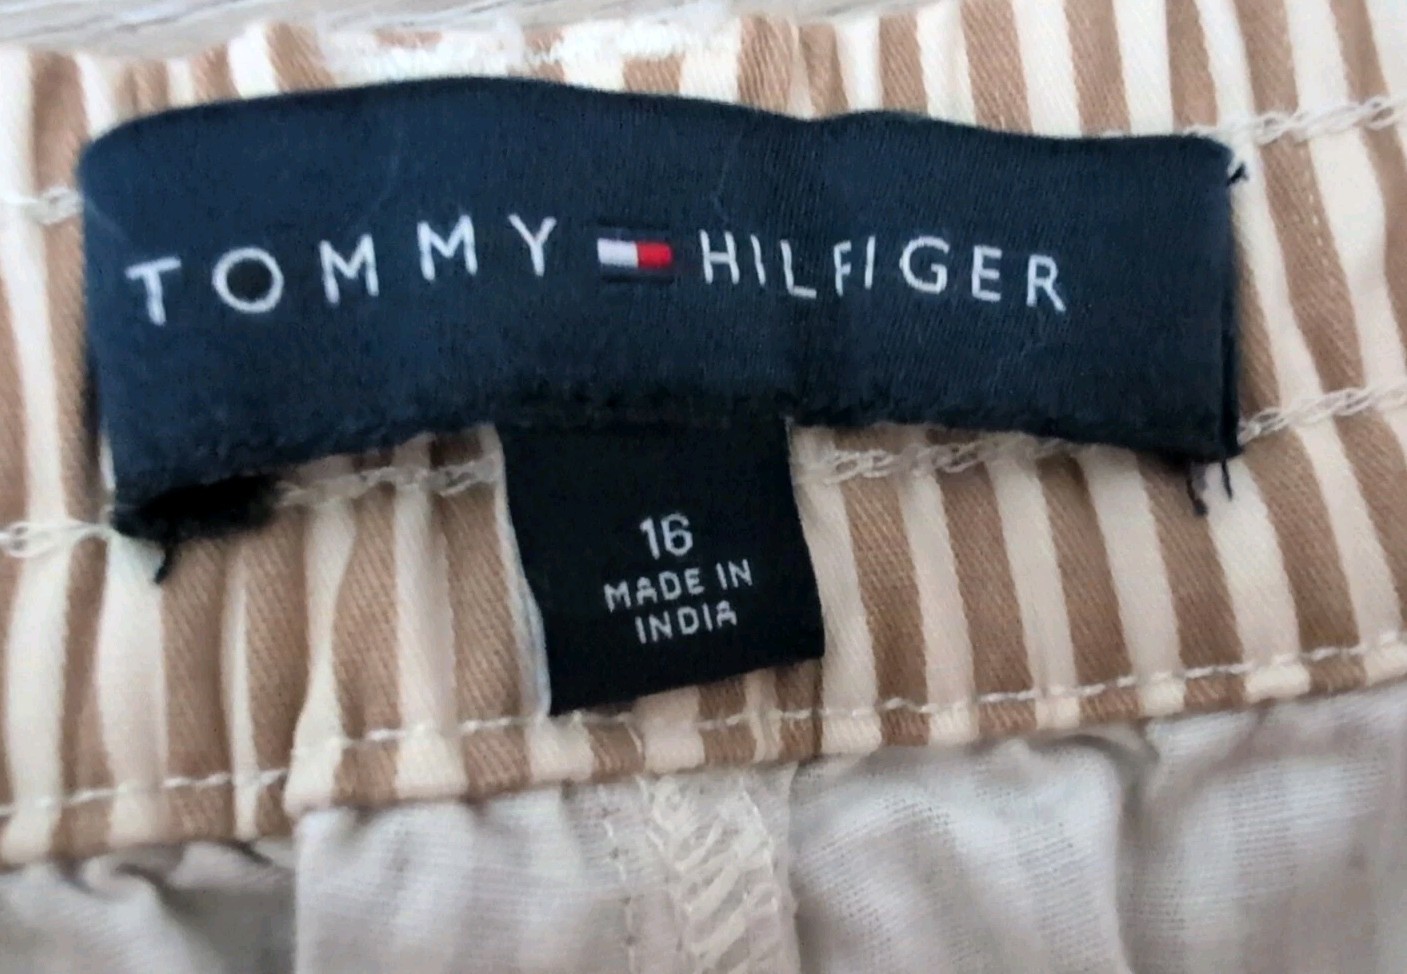 TOMMY HILFIGER
16
MADE IN
INDIA